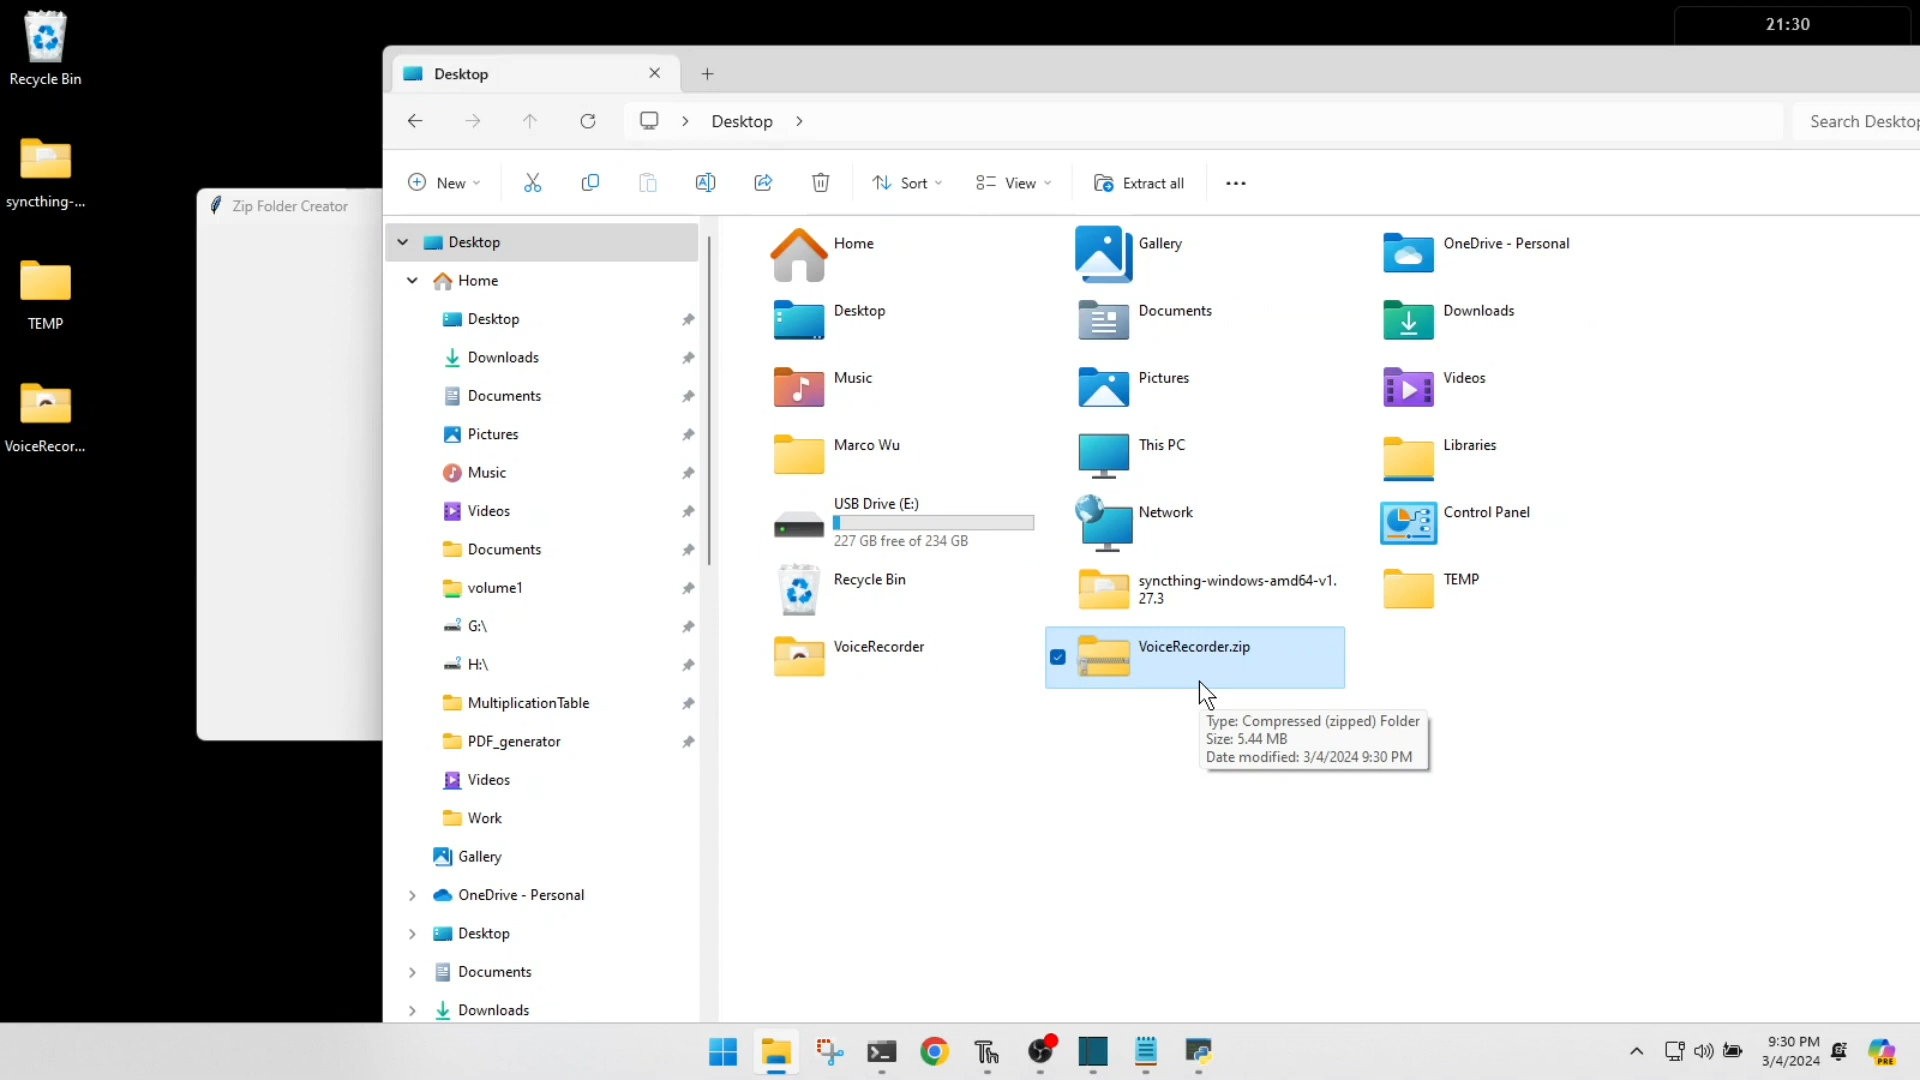 21:30
Recycle Bin
syncthing-...
TEMP
VoiceRecor...
Zip Folder Creator
Desktop
Desktop
Search Desktop
New
Sort
View
Extract all
Desktop
Home
Desktop
Downloads
Documents
Pictures
Music
Videos
Documents
volume1
G:\
H:\
MultiplicationTable
PDF_generator
Videos
Work
Gallery
OneDrive - Personal
Desktop
Documents
Downloads
Home
Gallery
OneDrive - Personal
Desktop
Documents
Downloads
Music
Pictures
Videos
Marco Wu
This PC
Libraries
USB Drive (E:)
227 GB free of 234 GB
Network
Control Panel
Recycle Bin
syncthing-windows-amd64-v1.
27.3
TEMP
VoiceRecorder
VoiceRecorder.zip
Type: Compressed (zipped) Folder
Size: 5.44 MB
Date modified: 3/4/2024 9:30 PM
Th
PRE
9:30 PM
3/4/2024